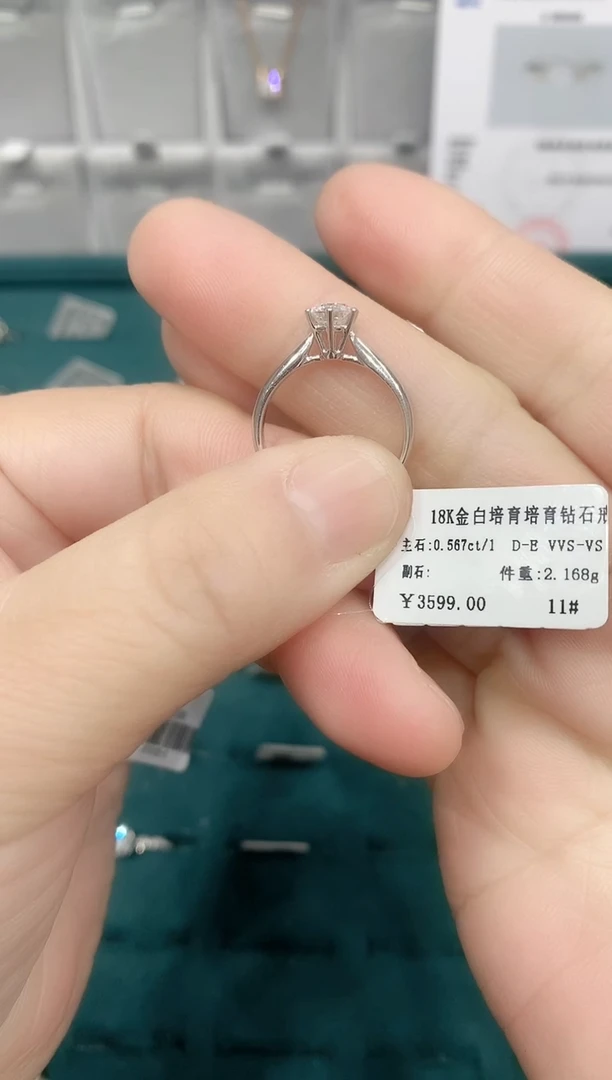 18K金白培育培育钻石
主石:0.567ct/1 D-E VVS-VS
副石: 件重:2.168g
￥3599.00 11#